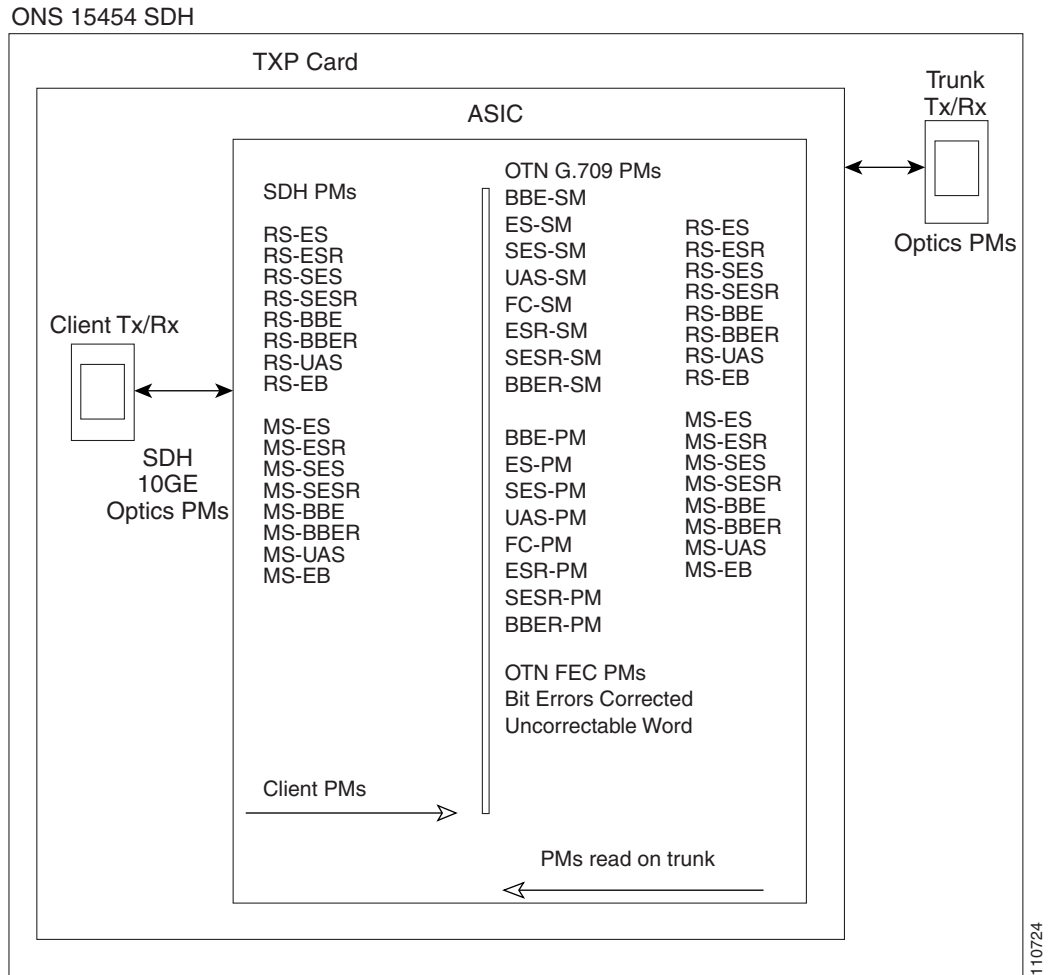 ONS 15454 SDH
TXP Card
ASIC
Trunk
Tx/Rx
Optics PMs
Client Tx/Rx
SDH
10GE
Optics PMs
SDH PMs
RS-ES
RS-ESR
RS-SES
RS-SESR
RS-BBE
RS-BBER
RS-UAS
RS-EB
MS-ES
MS-ESR
MS-SES
MS-SESR
MS-BBE
MS-BBER
MS-UAS
MS-EB
Client PMs
OTN G.709 PMs
BBE-SM
ES-SM
SES-SM
UAS-SM
FC-SM
ESR-SM
SESR-SM
BBER-SM
BBE-PM
ES-PM
SES-PM
UAS-PM
FC-PM
ESR-PM
SESR-PM
BBER-PM
OTN FEC PMs
Bit Errors Corrected
Uncorrectable Word
RS-ES
RS-ESR
RS-SES
RS-SESR
RS-BBE
RS-BBER
RS-UAS
RS-EB
MS-ES
MS-ESR
MS-SES
MS-SESR
MS-BBE
MS-BBER
MS-UAS
MS-EB
PMs read on trunk
110724